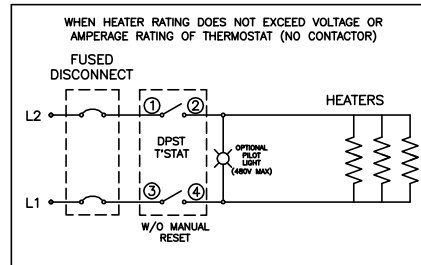 WHEN HEATER RATING DOES NOT EXCEED VOLTAGE OR
AMPERAGE RATING OF THERMOSTAT (NO CONTACTOR)
FUSED
DISCONNECT
HEATERS
L2
1 2
DPST
T'STAT
OPTIONAL
PILOT
LIGHT
(480V MAX)
L1
3 4
W/O MANUAL
RESET